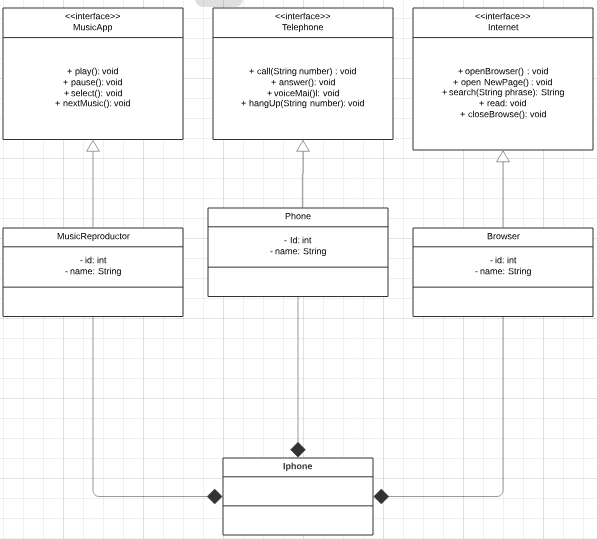 <<interface>>
MusicApp
+ play(): void
+ pause(): void
+ select(): void
+ nextMusic(): void
<<interface>>
Telephone
+ call(String number) : void
+ answer(): void
+ voiceMai()l: void
+ hangUp(String number): void
<<interface>>
Internet
+ openBrowser() : void
+ open NewPage() : void
+ search(String phrase): String
+ read: void
+ closeBrowse(): void
MusicReproductor
- id: int
- name: String
Phone
- Id: int
- name: String
Browser
- id: int
- name: String
Iphone